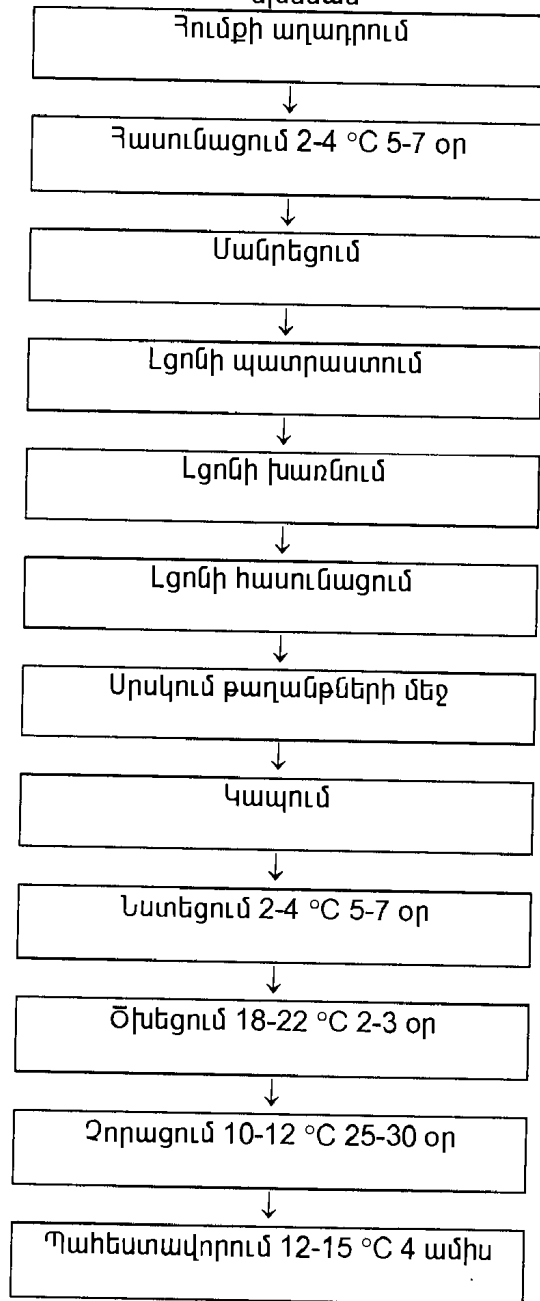 Հումքի աղադրում
↓
Հասունացում 2-4 °C 5-7 օր
↓
Մանրեցում
↓
Լցոնի պատրաստում
↓
Լցոնի խառնում
↓
Լցոնի հասունացում
↓
Սրսկում թաղանթների մեջ
↓
Կապում
↓
Նստեցում 2-4 °C 5-7 օր
↓
Ծխեցում 18-22 °C 2-3 օր
↓
Չորացում 10-12 °C 25-30 օր
↓
Պահեստավորում 12-15 °C 4 ամիս